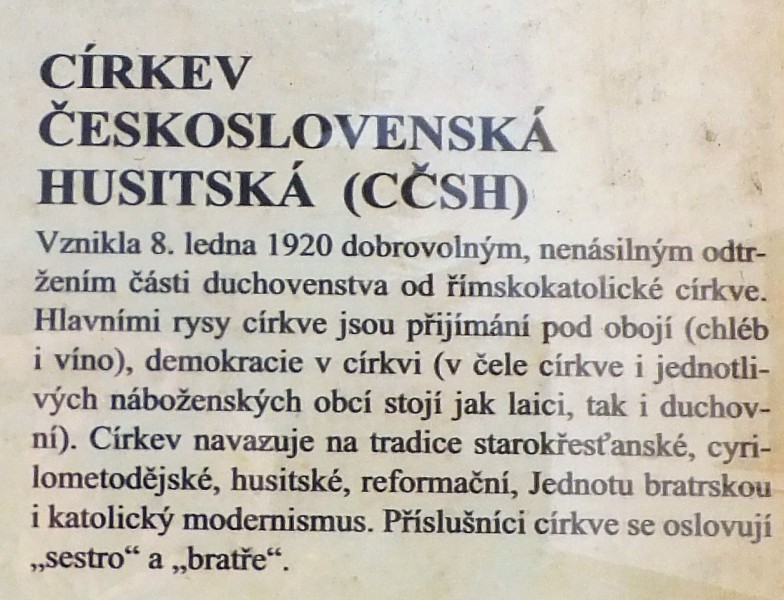 CÍRKEV
ČESKOSLOVENSKÁ
HUSITSKÁ (CČSH)
Vznikla 8. ledna 1920 dobrovolným, nenásilným odtr-
žením části duchovenstva od římskokatolické církve.
Hlavními rysy církve jsou přijímání pod obojí (chléb
i víno), demokracie v církvi (v čele církve i jednotli-
vých náboženských obcí stojí jak laici, tak i duchov-
ní). Církev navazuje na tradice starokřesťanské, cyri-
lometodějské, husitské, reformační, Jednotu bratrskou
i katolický modernismus. Příslušníci církve se oslovují
„sestro“ a „bratře“.